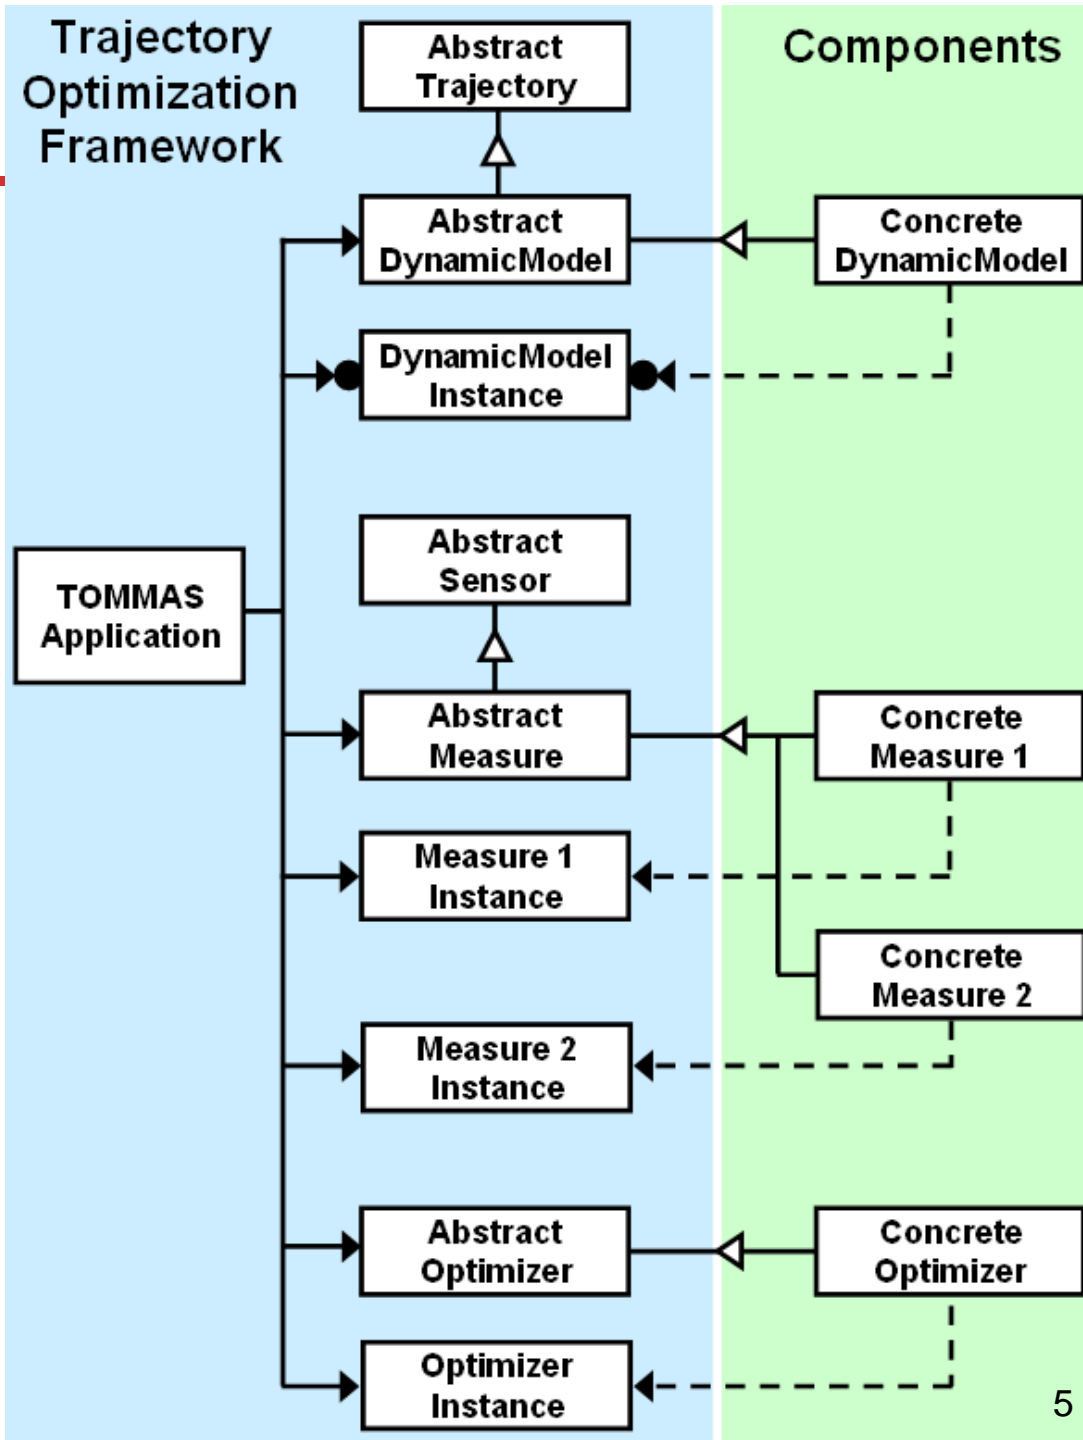 Trajectory
Optimization
Framework
Components
Abstract
Trajectory
Abstract
DynamicModel
Concrete
DynamicModel
DynamicModel
Instance
Abstract
Sensor
TOMMAS
Application
Abstract
Measure
Concrete
Measure 1
Measure 1
Instance
Concrete
Measure 2
Measure 2
Instance
Abstract
Optimizer
Concrete
Optimizer
Optimizer
Instance
5